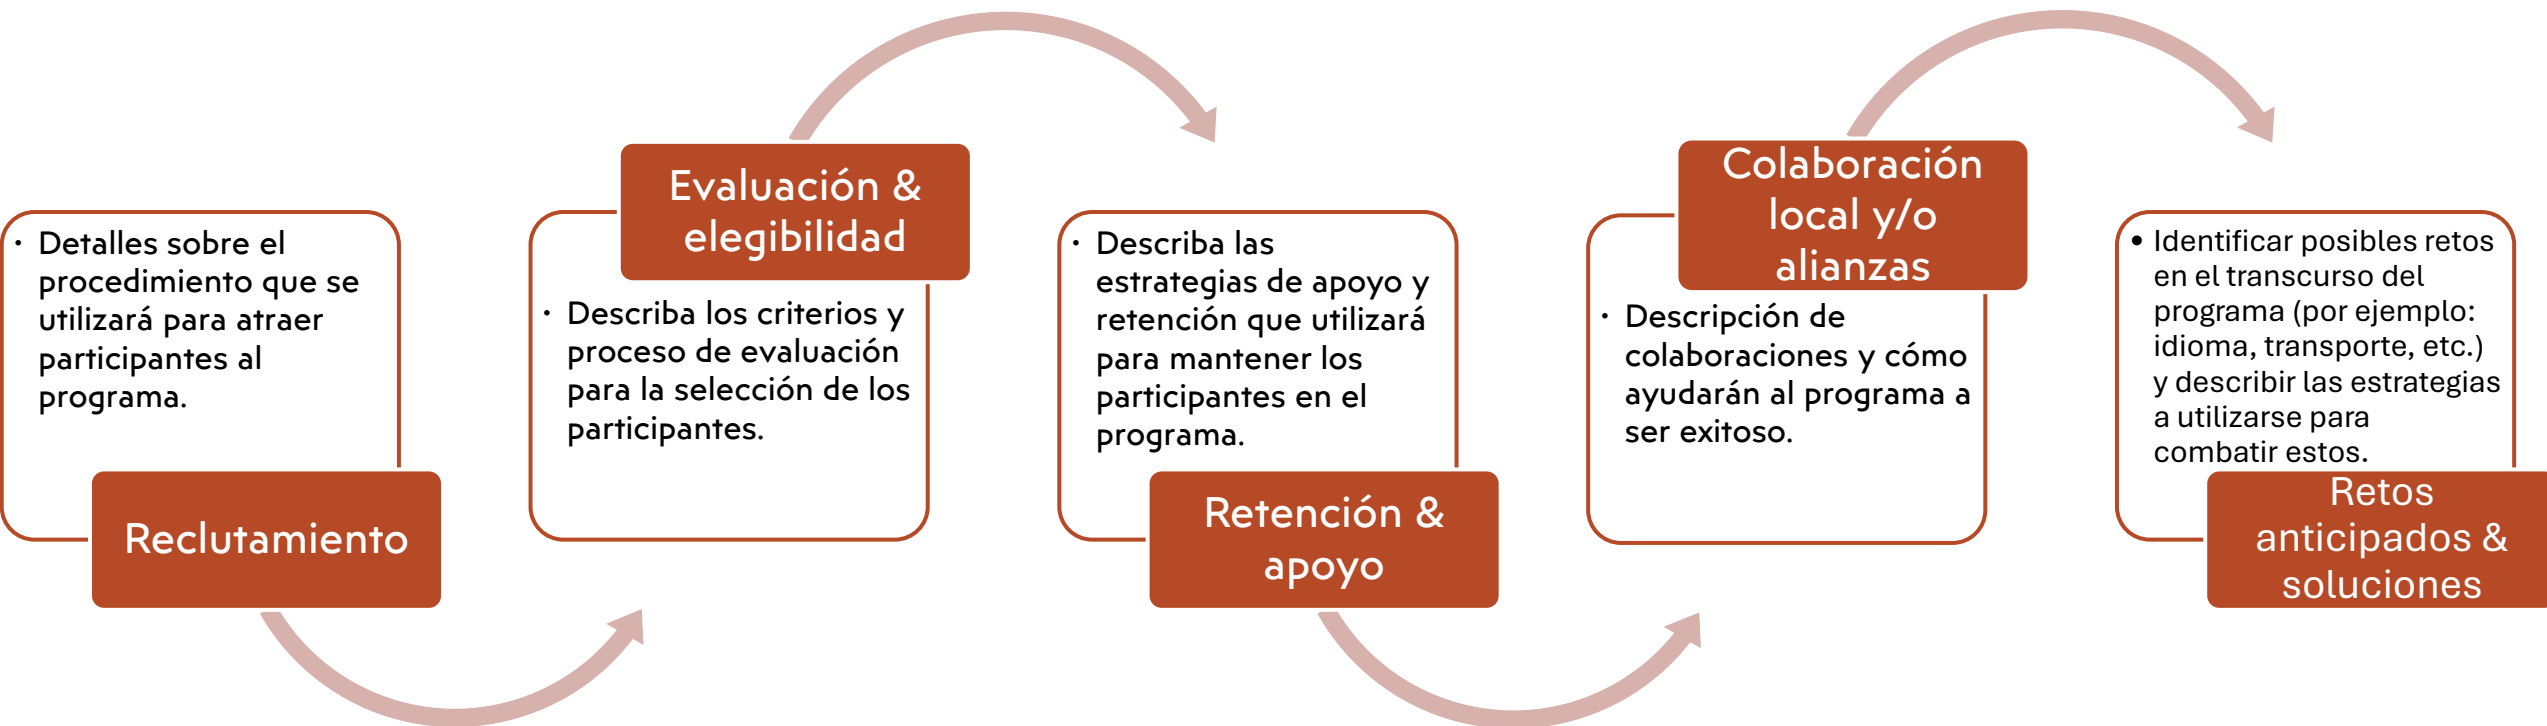 · Detalles sobre el
procedimiento que se
utilizará para atraer
participantes al
programa.
Reclutamiento
Evaluación &
elegibilidad
· Describa los criterios y
proceso de evaluación
para la selección de los
participantes.
· Describa las
estrategias de apoyo y
retención que utilizará
para mantener los
participantes en el
programa.
Retención &
apoyo
Colaboración
local y/o
alianzas
· Descripción de
colaboraciones y cómo
ayudarán al programa a
ser exitoso.
• Identificar posibles retos
en el transcurso del
programa (por ejemplo:
idioma, transporte, etc.)
y describir las estrategias
a utilizarse para
combatir estos.
Retos
anticipados &
soluciones